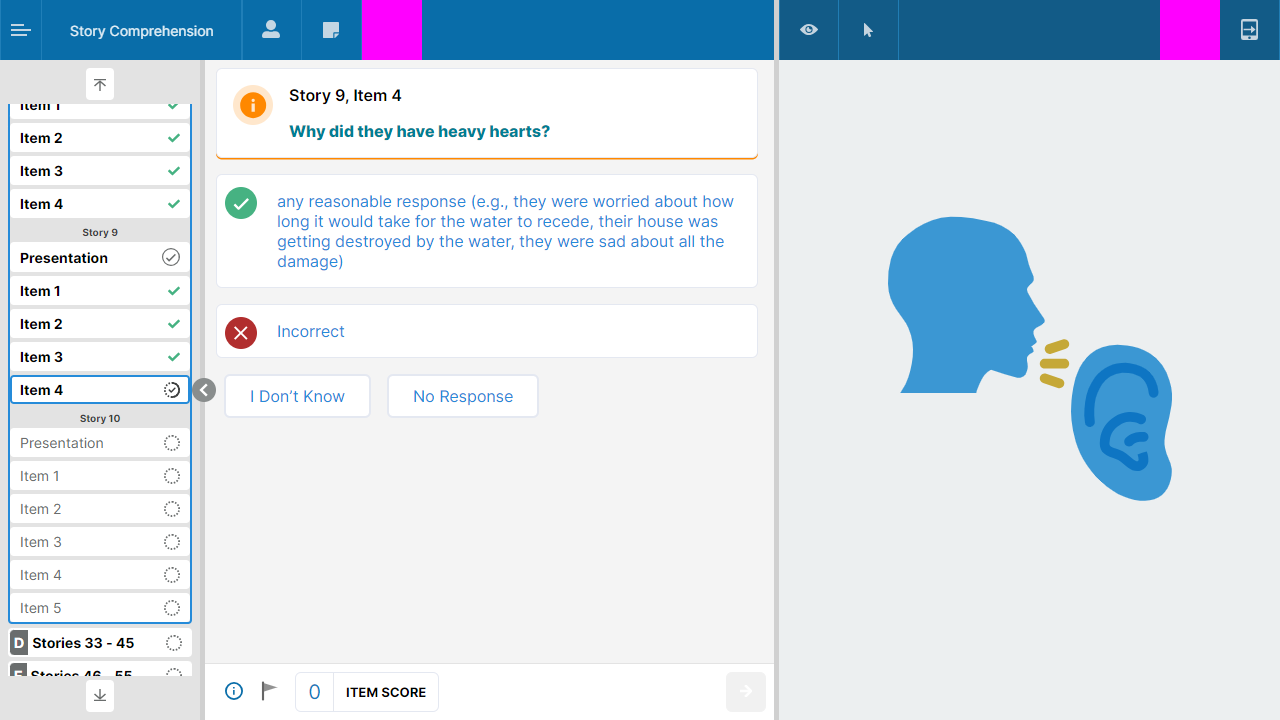 Story Comprehension
Item 1
Item 2
Item 3
Item 4
Story 9
Presentation
Item 1
Item 2
Item 3
Item 4
Story 10
Presentation
Item 1
Item 2
Item 3
Item 4
Item 5
D Stories 33 - 45
E Stories 46 - 55
Story 9, Item 4
Why did they have heavy hearts?
any reasonable response (e.g., they were worried about how
long it would take for the water to recede, their house was
getting destroyed by the water, they were sad about all the
damage)
Incorrect
I Don’t Know
No Response
0 ITEM SCORE